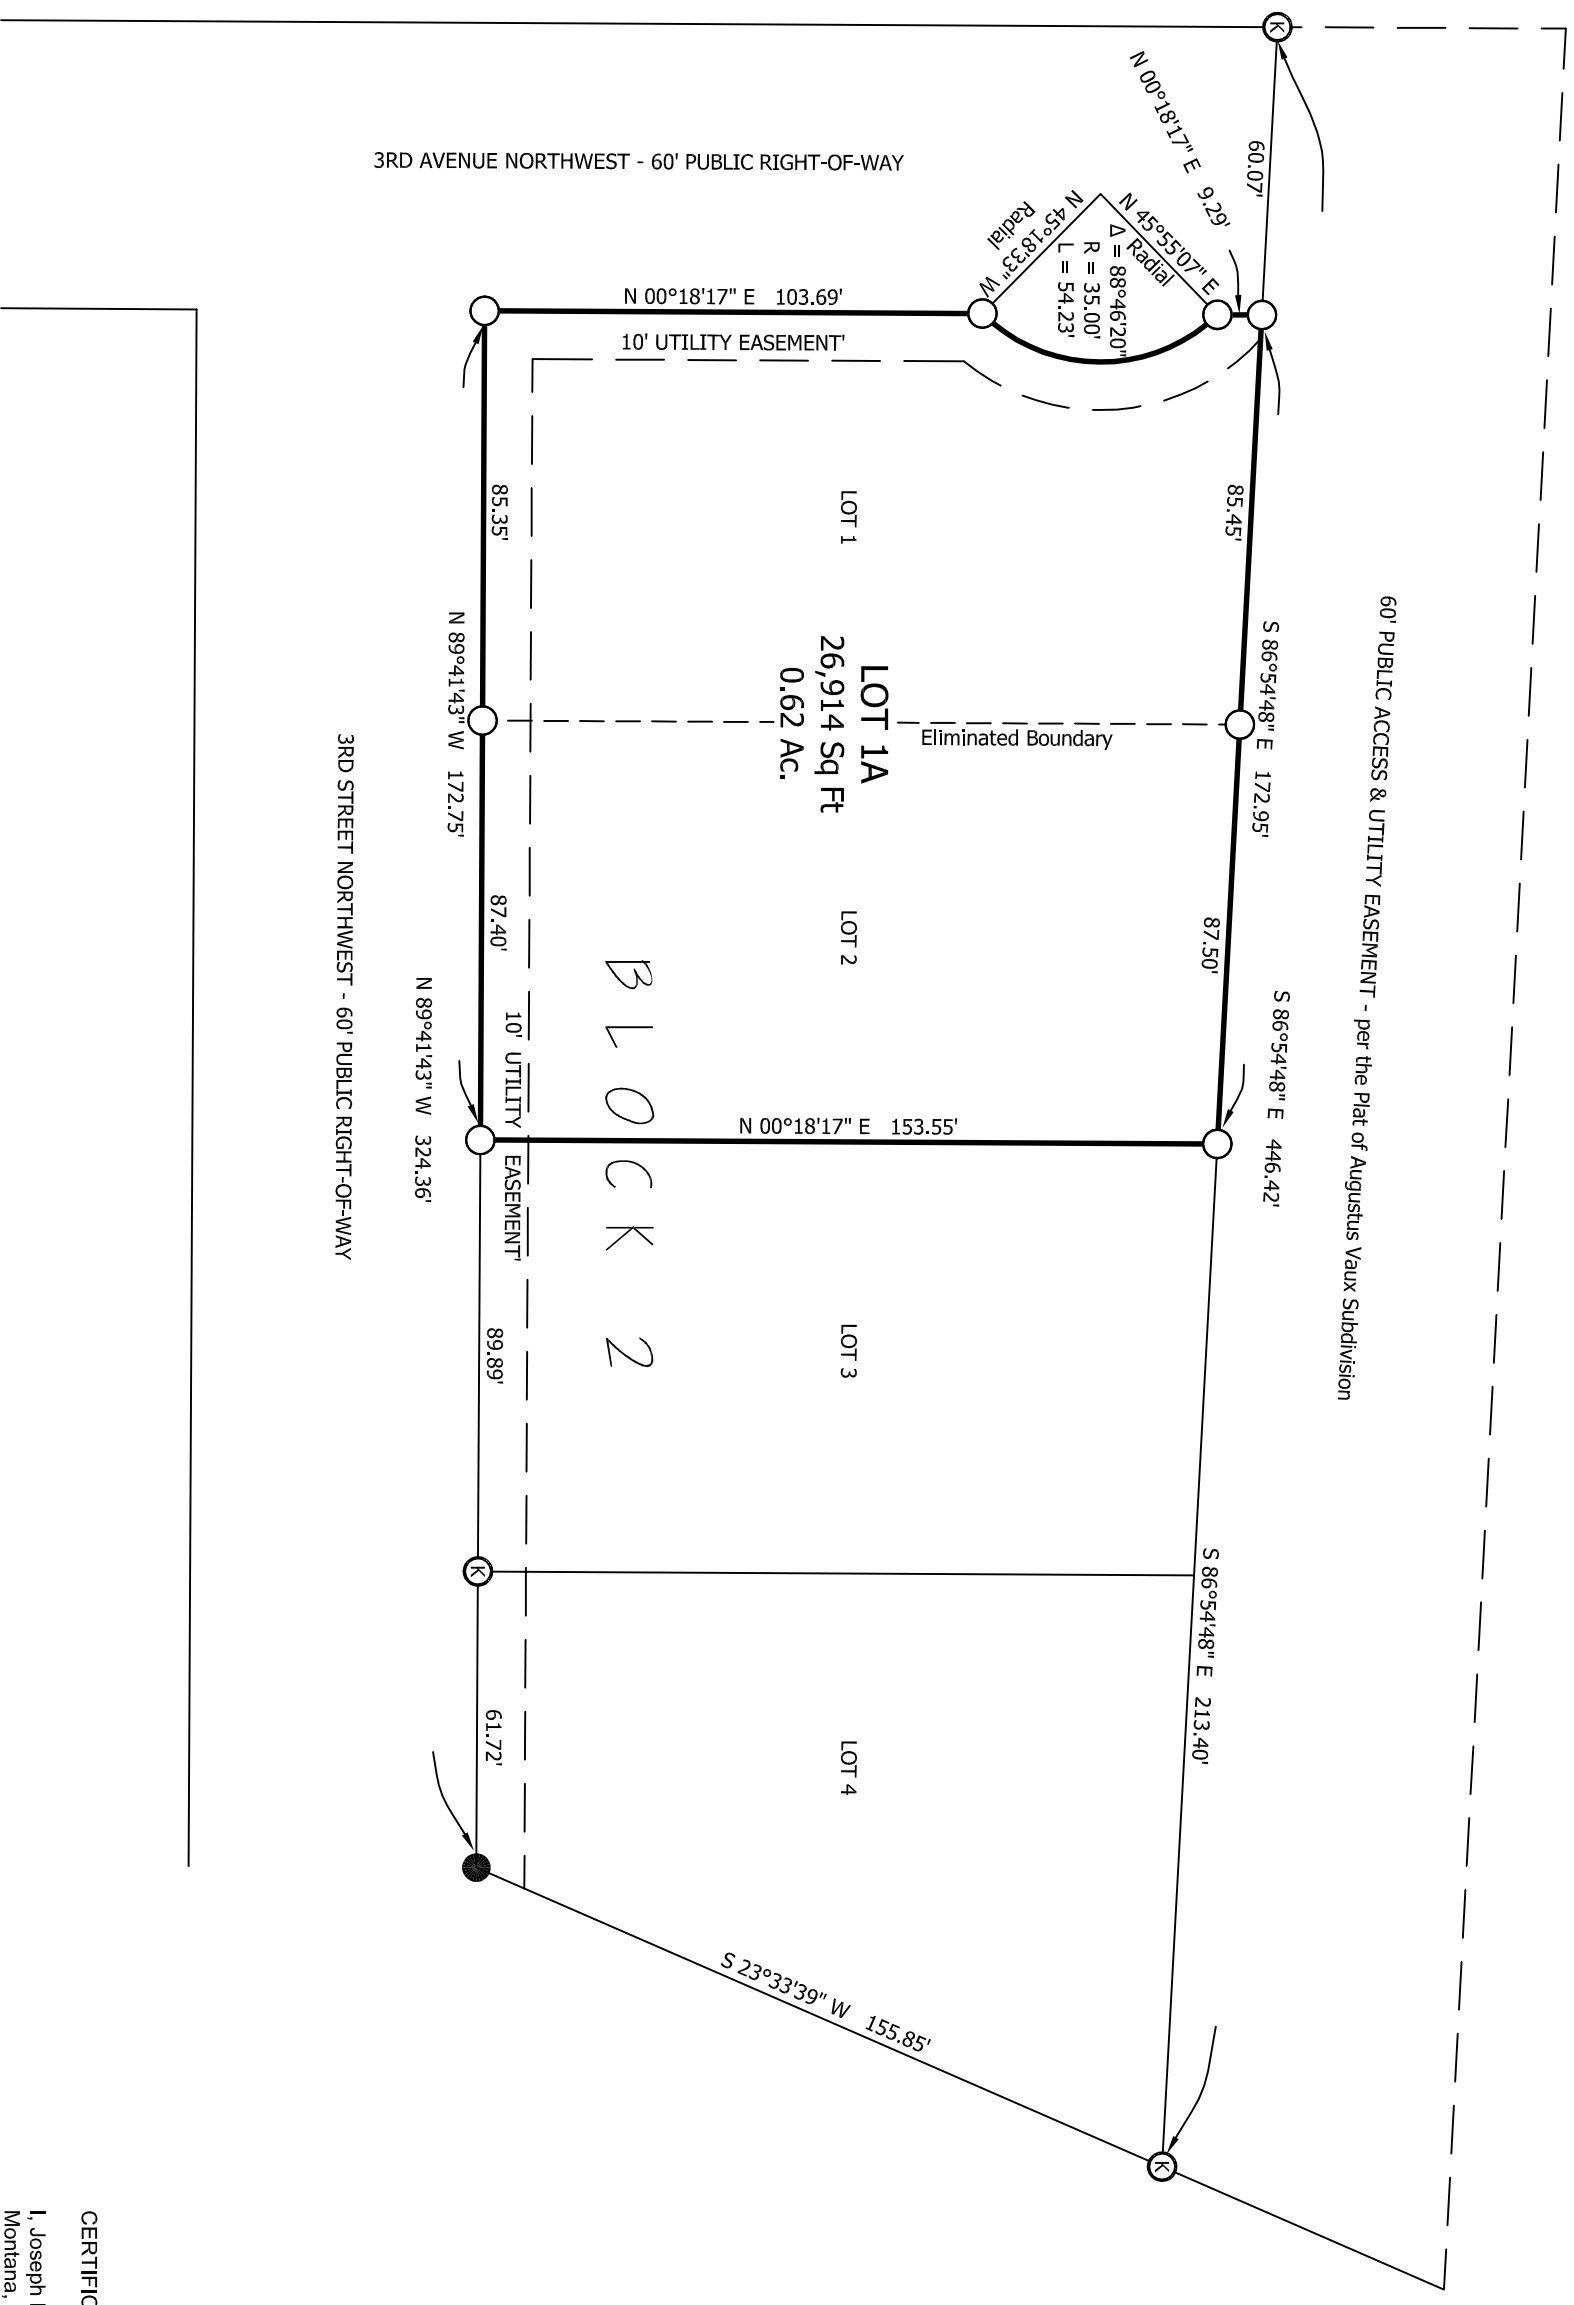 60' PUBLIC ACCESS & UTILITY EASEMENT - per the Plat of Augustus Vaux Subdivision
60.07'
N 00°18'17" E 9.29'
S 86°54'48" E 172.95'
S 86°54'48" E 446.42'
85.45'
87.50'
S 86°54'48" E 213.40'
K
K
K
N 45°55'07" E
Radial
Δ = 88°46'20"
R = 35.00'
L = 54.23'
N 45°18'33" W
Radial
3RD AVENUE NORTHWEST - 60' PUBLIC RIGHT-OF-WAY
N 00°18'17" E 103.69'
10' UTILITY EASEMENT'
Eliminated Boundary
LOT 1
LOT 2
LOT 3
LOT 4
LOT 1A
26,914 Sq Ft
0.62 Ac.
N 00°18'17" E 153.55'
S 23°33'39" W 155.85'
BLOCK 2
10' UTILITY EASEMENT'
85.35'
87.40'
89.89'
61.72'
N 89°41'43" W 172.75'
N 89°41'43" W 324.36'
3RD STREET NORTHWEST - 60' PUBLIC RIGHT-OF-WAY
CERTIFIC
I, Joseph
Montana,